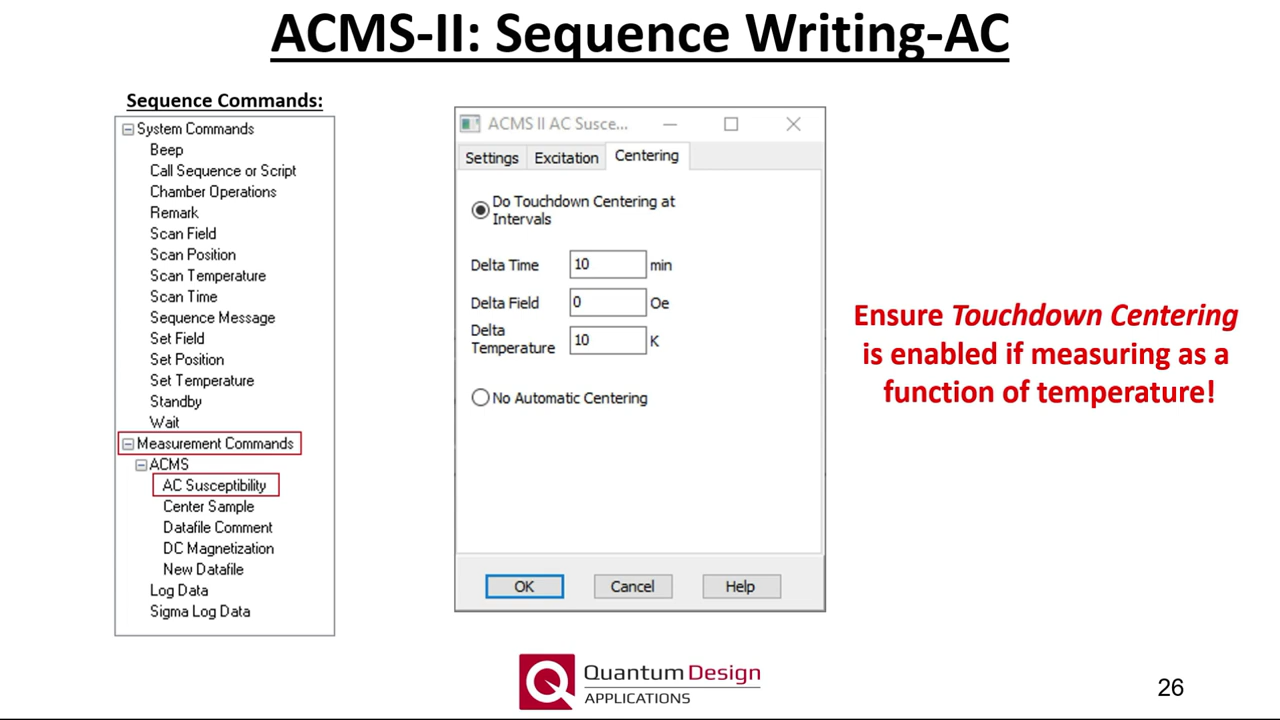 ACMS-II: Sequence Writing-AC
Sequence Commands:
System Commands
Beep
Call Sequence or Script
Chamber Operations
Remark
Scan Field
Scan Position
Scan Temperature
Scan Time
Sequence Message
Set Field
Set Position
Set Temperature
Standby
Wait
Measurement Commands
ACMS
AC Susceptibility
Center Sample
Datafile Comment
DC Magnetization
New Datafile
Log Data
Sigma Log Data
ACMS II AC Susce...
Settings Excitation Centering
Do Touchdown Centering at
Intervals
Delta Time 10 min
Delta Field 0 Oe
Delta
Temperature 10 K
No Automatic Centering
OK Cancel Help
Ensure Touchdown Centering
is enabled if measuring as a
function of temperature!
Quantum Design
APPLICATIONS
26